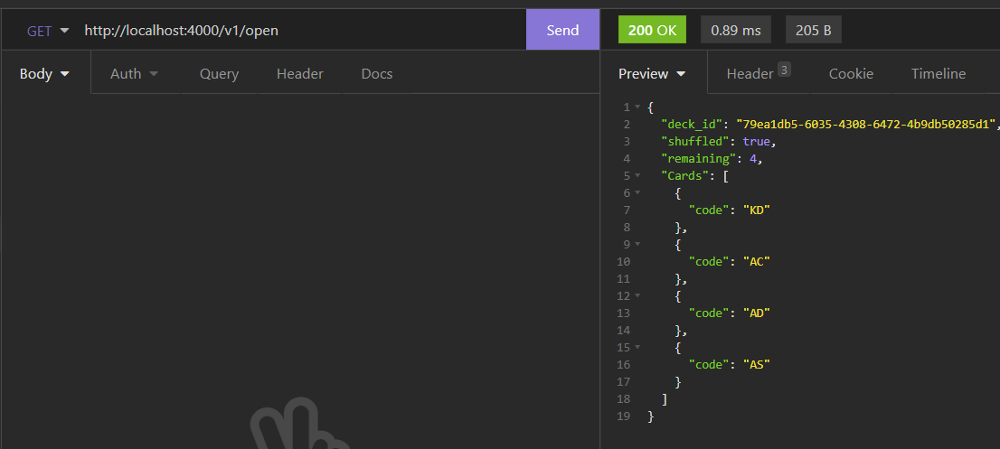 GET http://localhost:4000/v1/open Send 200 OK 0.89 ms 205 B
Body Auth Query Header Docs Preview Header 3 Cookie Timeline
1 {
2 "deck_id": "79ea1db5-6035-4308-6472-4b9db50285d1",
3 "shuffled": true,
4 "remaining": 4,
5 "Cards": [
6 {
7 "code": "KD"
8 },
9 {
10 "code": "AC"
11 },
12 {
13 "code": "AD"
14 },
15 {
16 "code": "AS"
17 }
18 ]
19 }